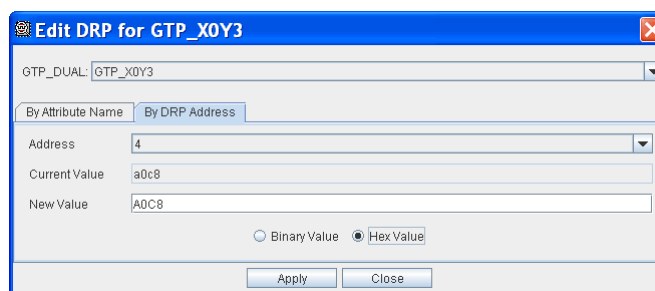 Edit DRP for GTP_X0Y3
GTP_DUAL: GTP_X0Y3
By Attribute Name By DRP Address
Address 4
Current Value a0c8
New Value A0C8
Binary Value Hex Value
Apply Close